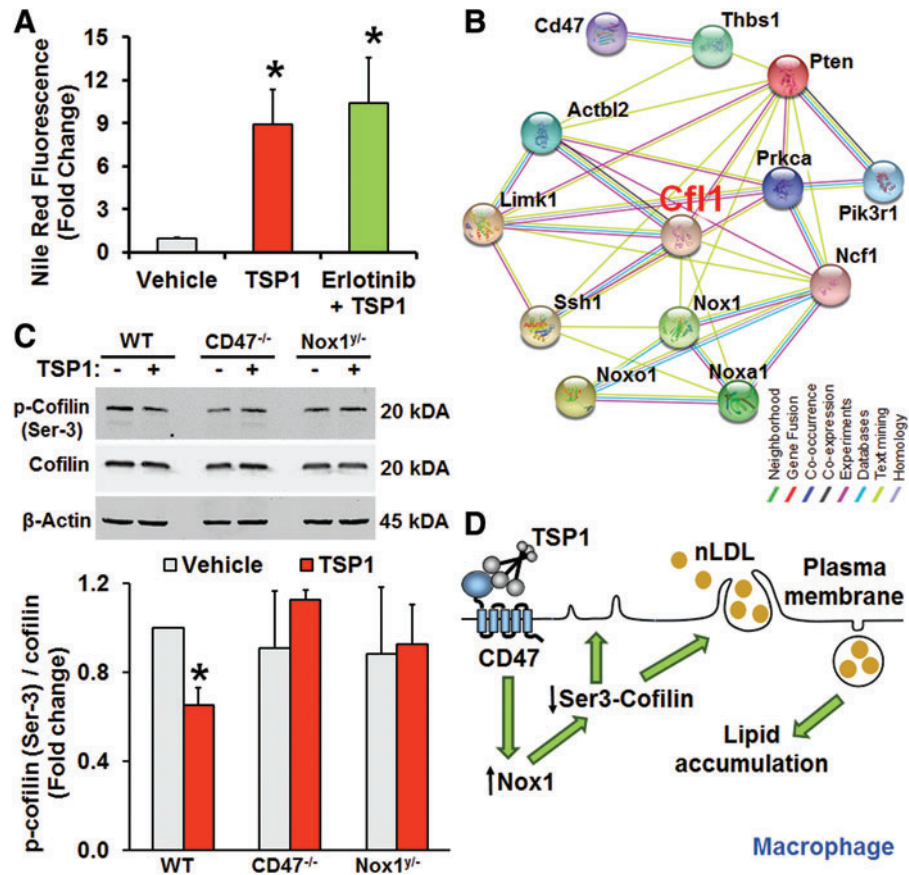 A
Nile Red Fluorescence
(Fold Change)
15
12
9
6
3
0
*
*
Vehicle
TSP1
Erlotinib
+ TSP1
B
Cd47
Thbs1
Pten
Actbl2
Prkca
Pik3r1
Limk1
Cfl1
Ncf1
Ssh1
Nox1
Noxo1
Noxa1
Neighborhood
Gene Fusion
Co-occurrence
Co-expression
Experiments
Databases
Text mining
Homology
C
WT CD47-/- Nox1y/-
TSP1: - + - + - +
p-Cofilin
(Ser-3)
20 kDA
Cofilin
20 kDA
β-Actin
45 kDA
Vehicle TSP1
p-cofilin (Ser-3) / cofilin
(Fold change)
1.2
0.8
0.4
0.0
*
WT CD47-/- Nox1y/-
D
TSP1
nLDL
Plasma
membrane
CD47
↓Ser3-Cofilin
↑Nox1
Lipid
accumulation
Macrophage